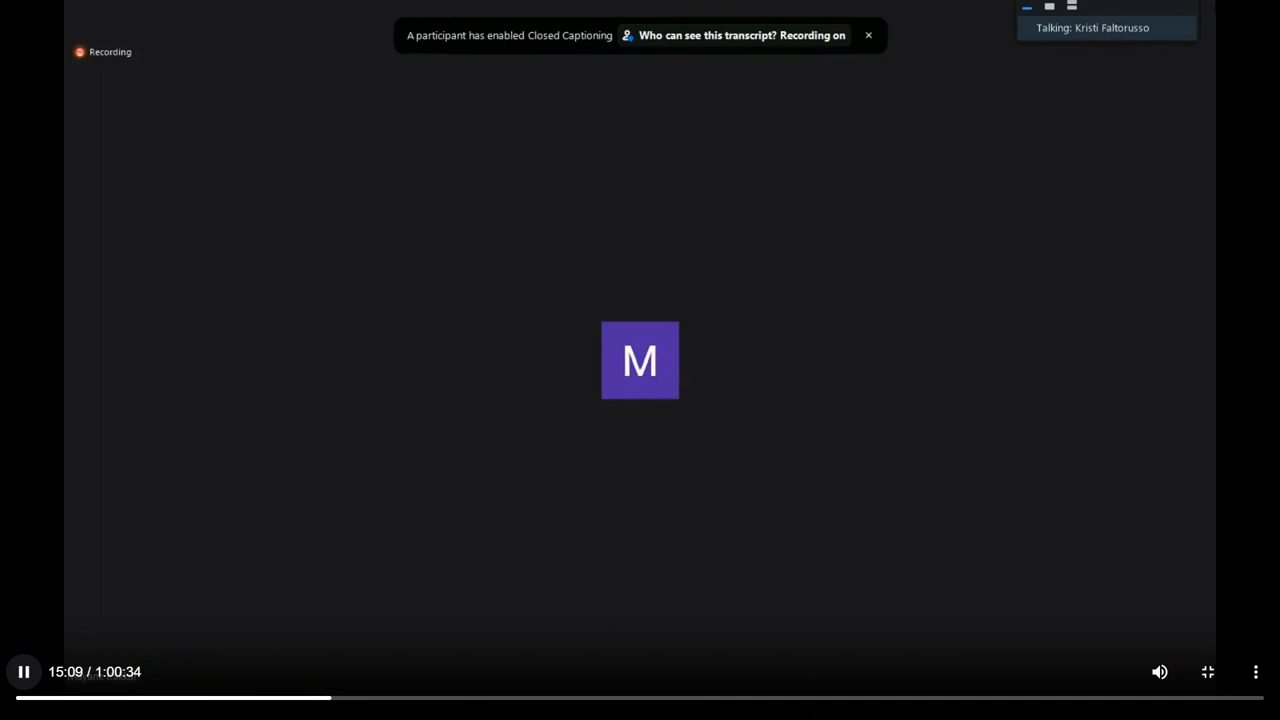 Talking: Kristi Faltorusso
A participant has enabled Closed Captioning Who can see this transcript? Recording on
Recording
M
15:09 / 1:00:34